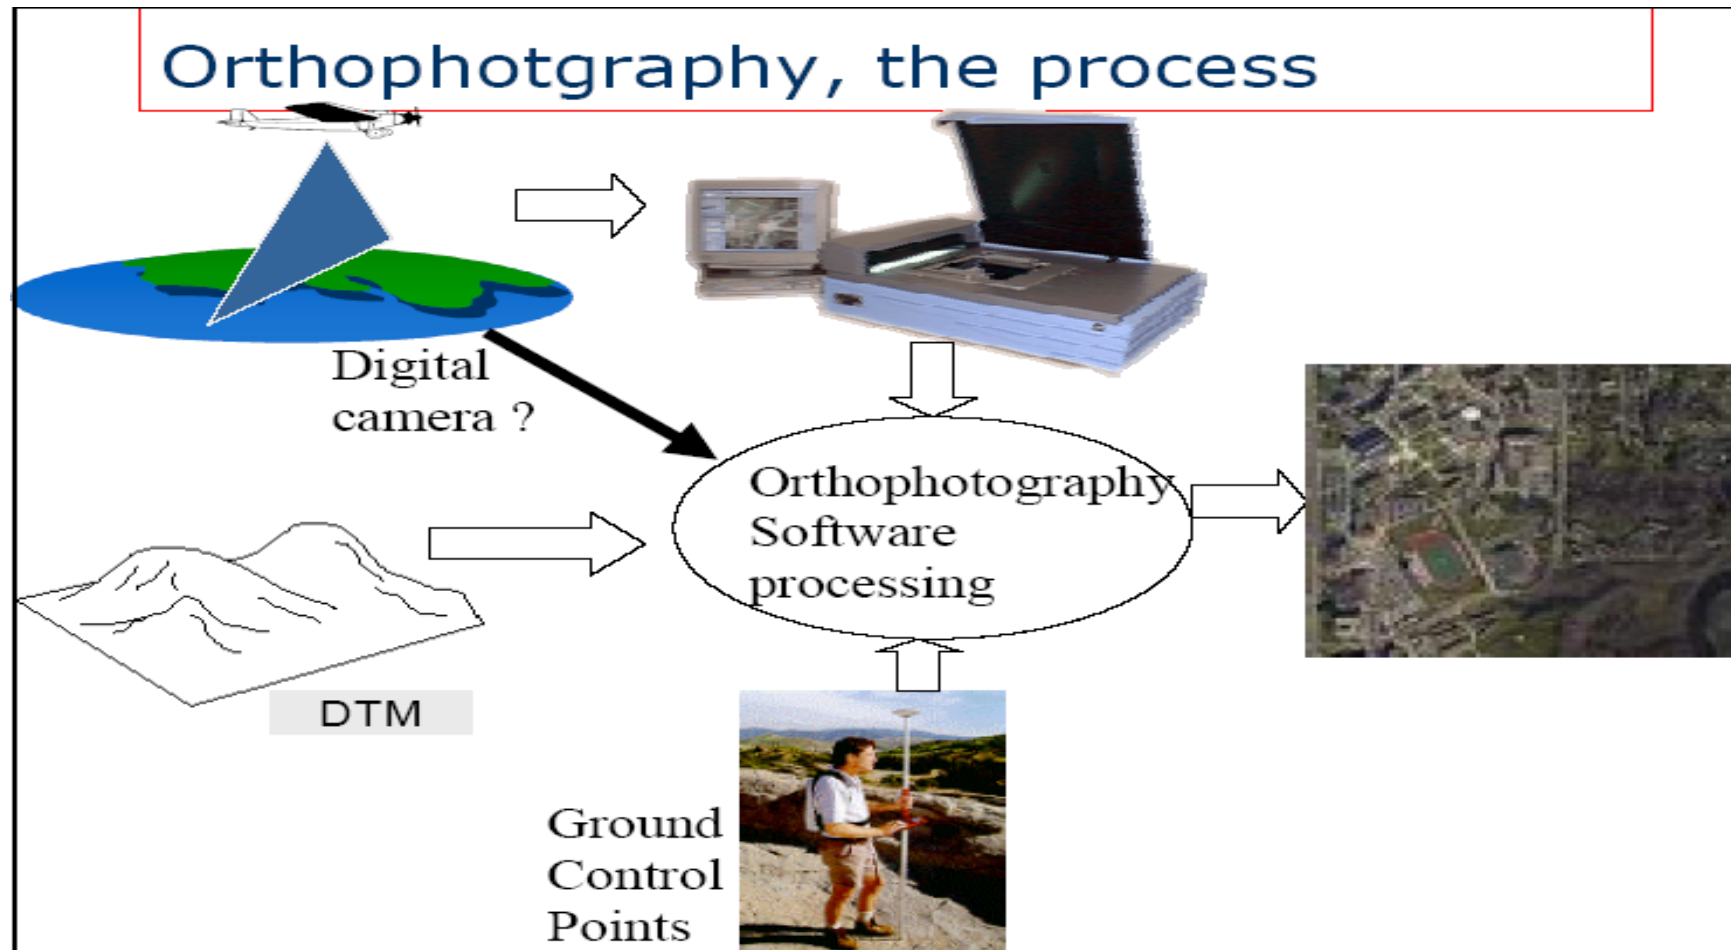 Orthophotgraphy, the process
Digital
camera ?
Orthophotography
Software
processing
DTM
Ground
Control
Points